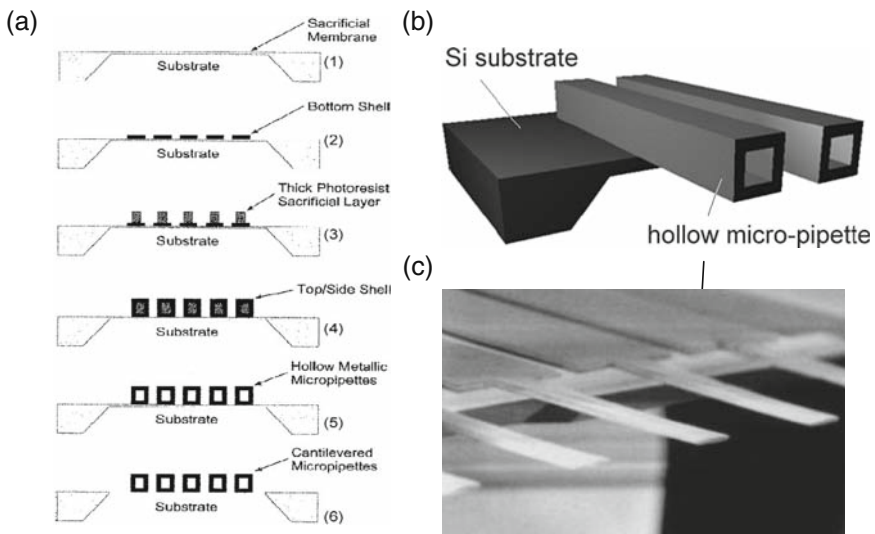 (a)
Sacrificial
Membrane
Substrate
(1)
Bottom Shell
Substrate
(2)
Thick Photoresist
Sacrificial Layer
Substrate
(3)
Top/Side Shell
Substrate
(4)
Hollow Metallic
Micropipettes
Substrate
(5)
Cantilevered
Micropipettes
Substrate
(6)
(b)
Si substrate
hollow micro-pipette
(c)